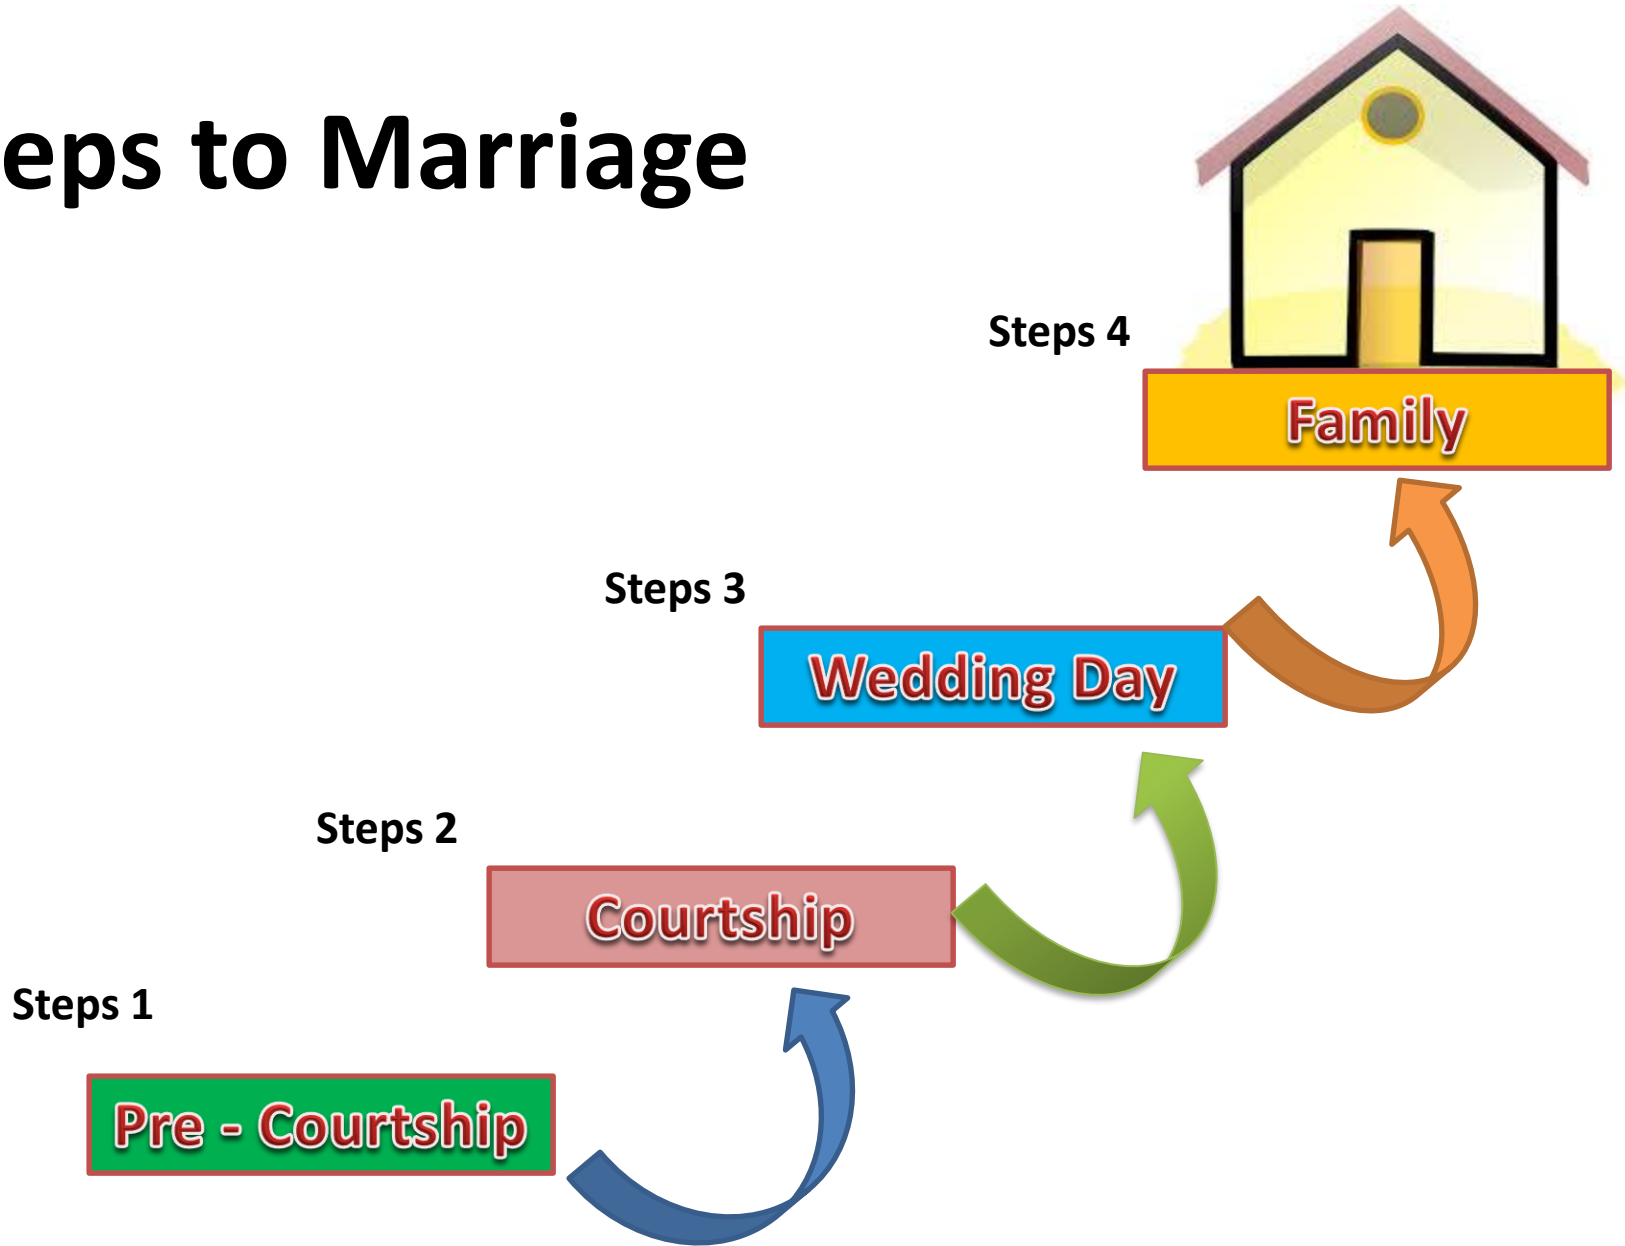 eps to Marriage
Steps 4
Family
Steps 3
Wedding Day
Steps 2
Courtship
Steps 1
Pre - Courtship